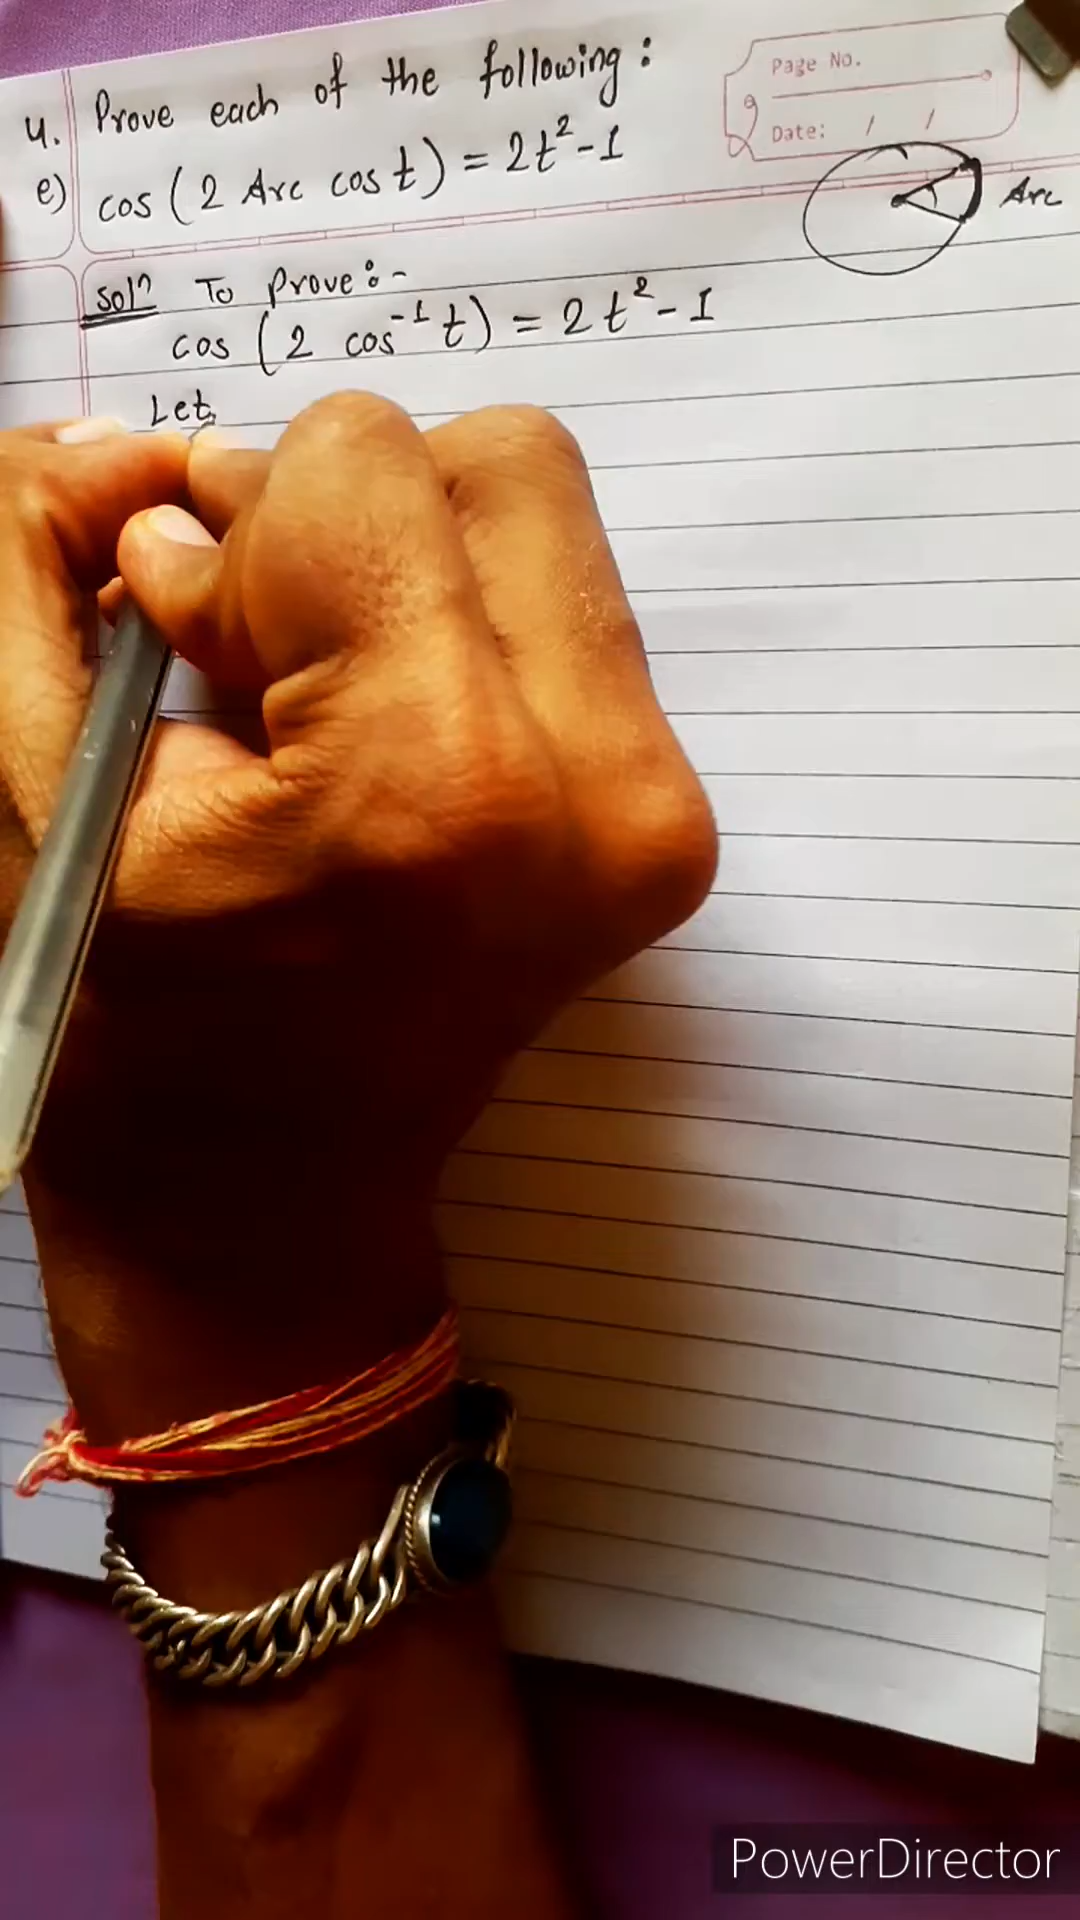 4. Prove each of the following:
e) cos (2 Arc cos t) = 2t²-1
Page No.
Date: / /
Arc
Solⁿ To Prove:-
cos (2 cos⁻¹ t) = 2t²-1
Let,
PowerDirector